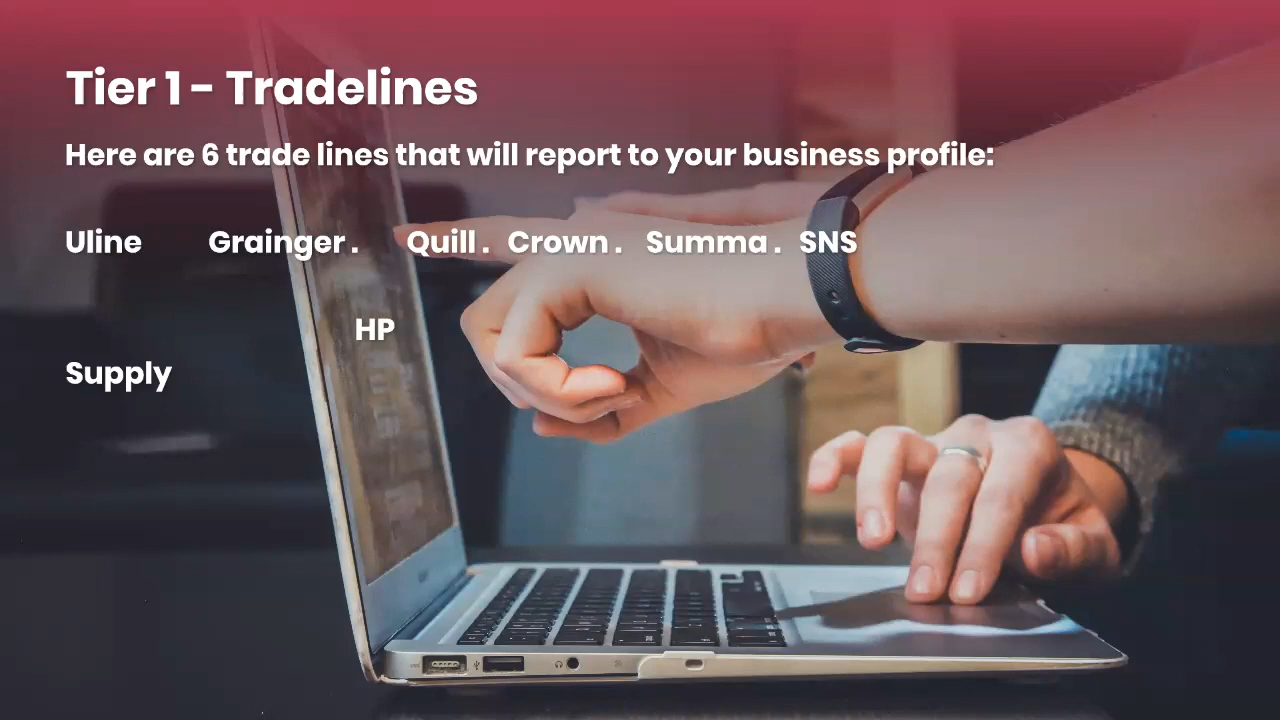 Tier 1 - Tradelines
Here are 6 trade lines that will report to your business profile:
Uline Grainger . Quill . Crown . Summa . SNS
HP
Supply